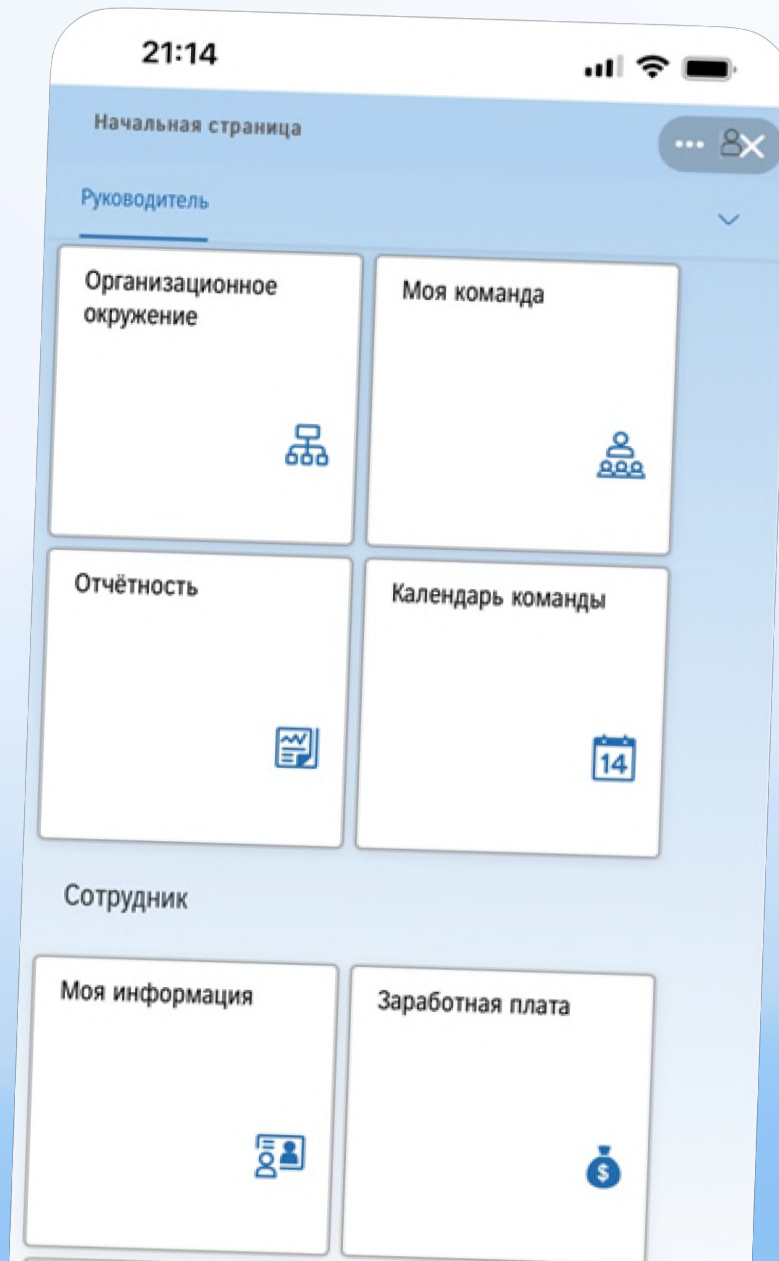 21:14
Начальная страница
Руководитель
Организационное
окружение
Моя команда
Отчётность
Календарь команды
14
Сотрудник
Моя информация
Заработная плата
$